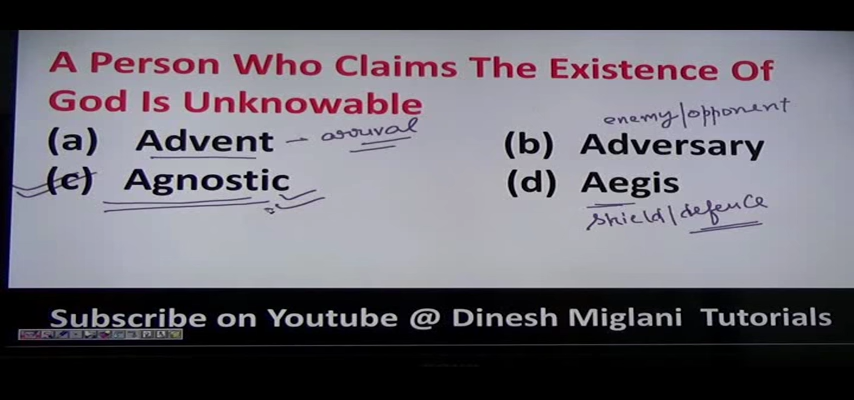 A Person Who Claims The Existence Of
God Is Unknowable
enemy/opponent
(a) Advent – arrival (b) Adversary
(c) Agnostic (d) Aegis
shield/defence
Subscribe on Youtube @ Dinesh Miglani Tutorials